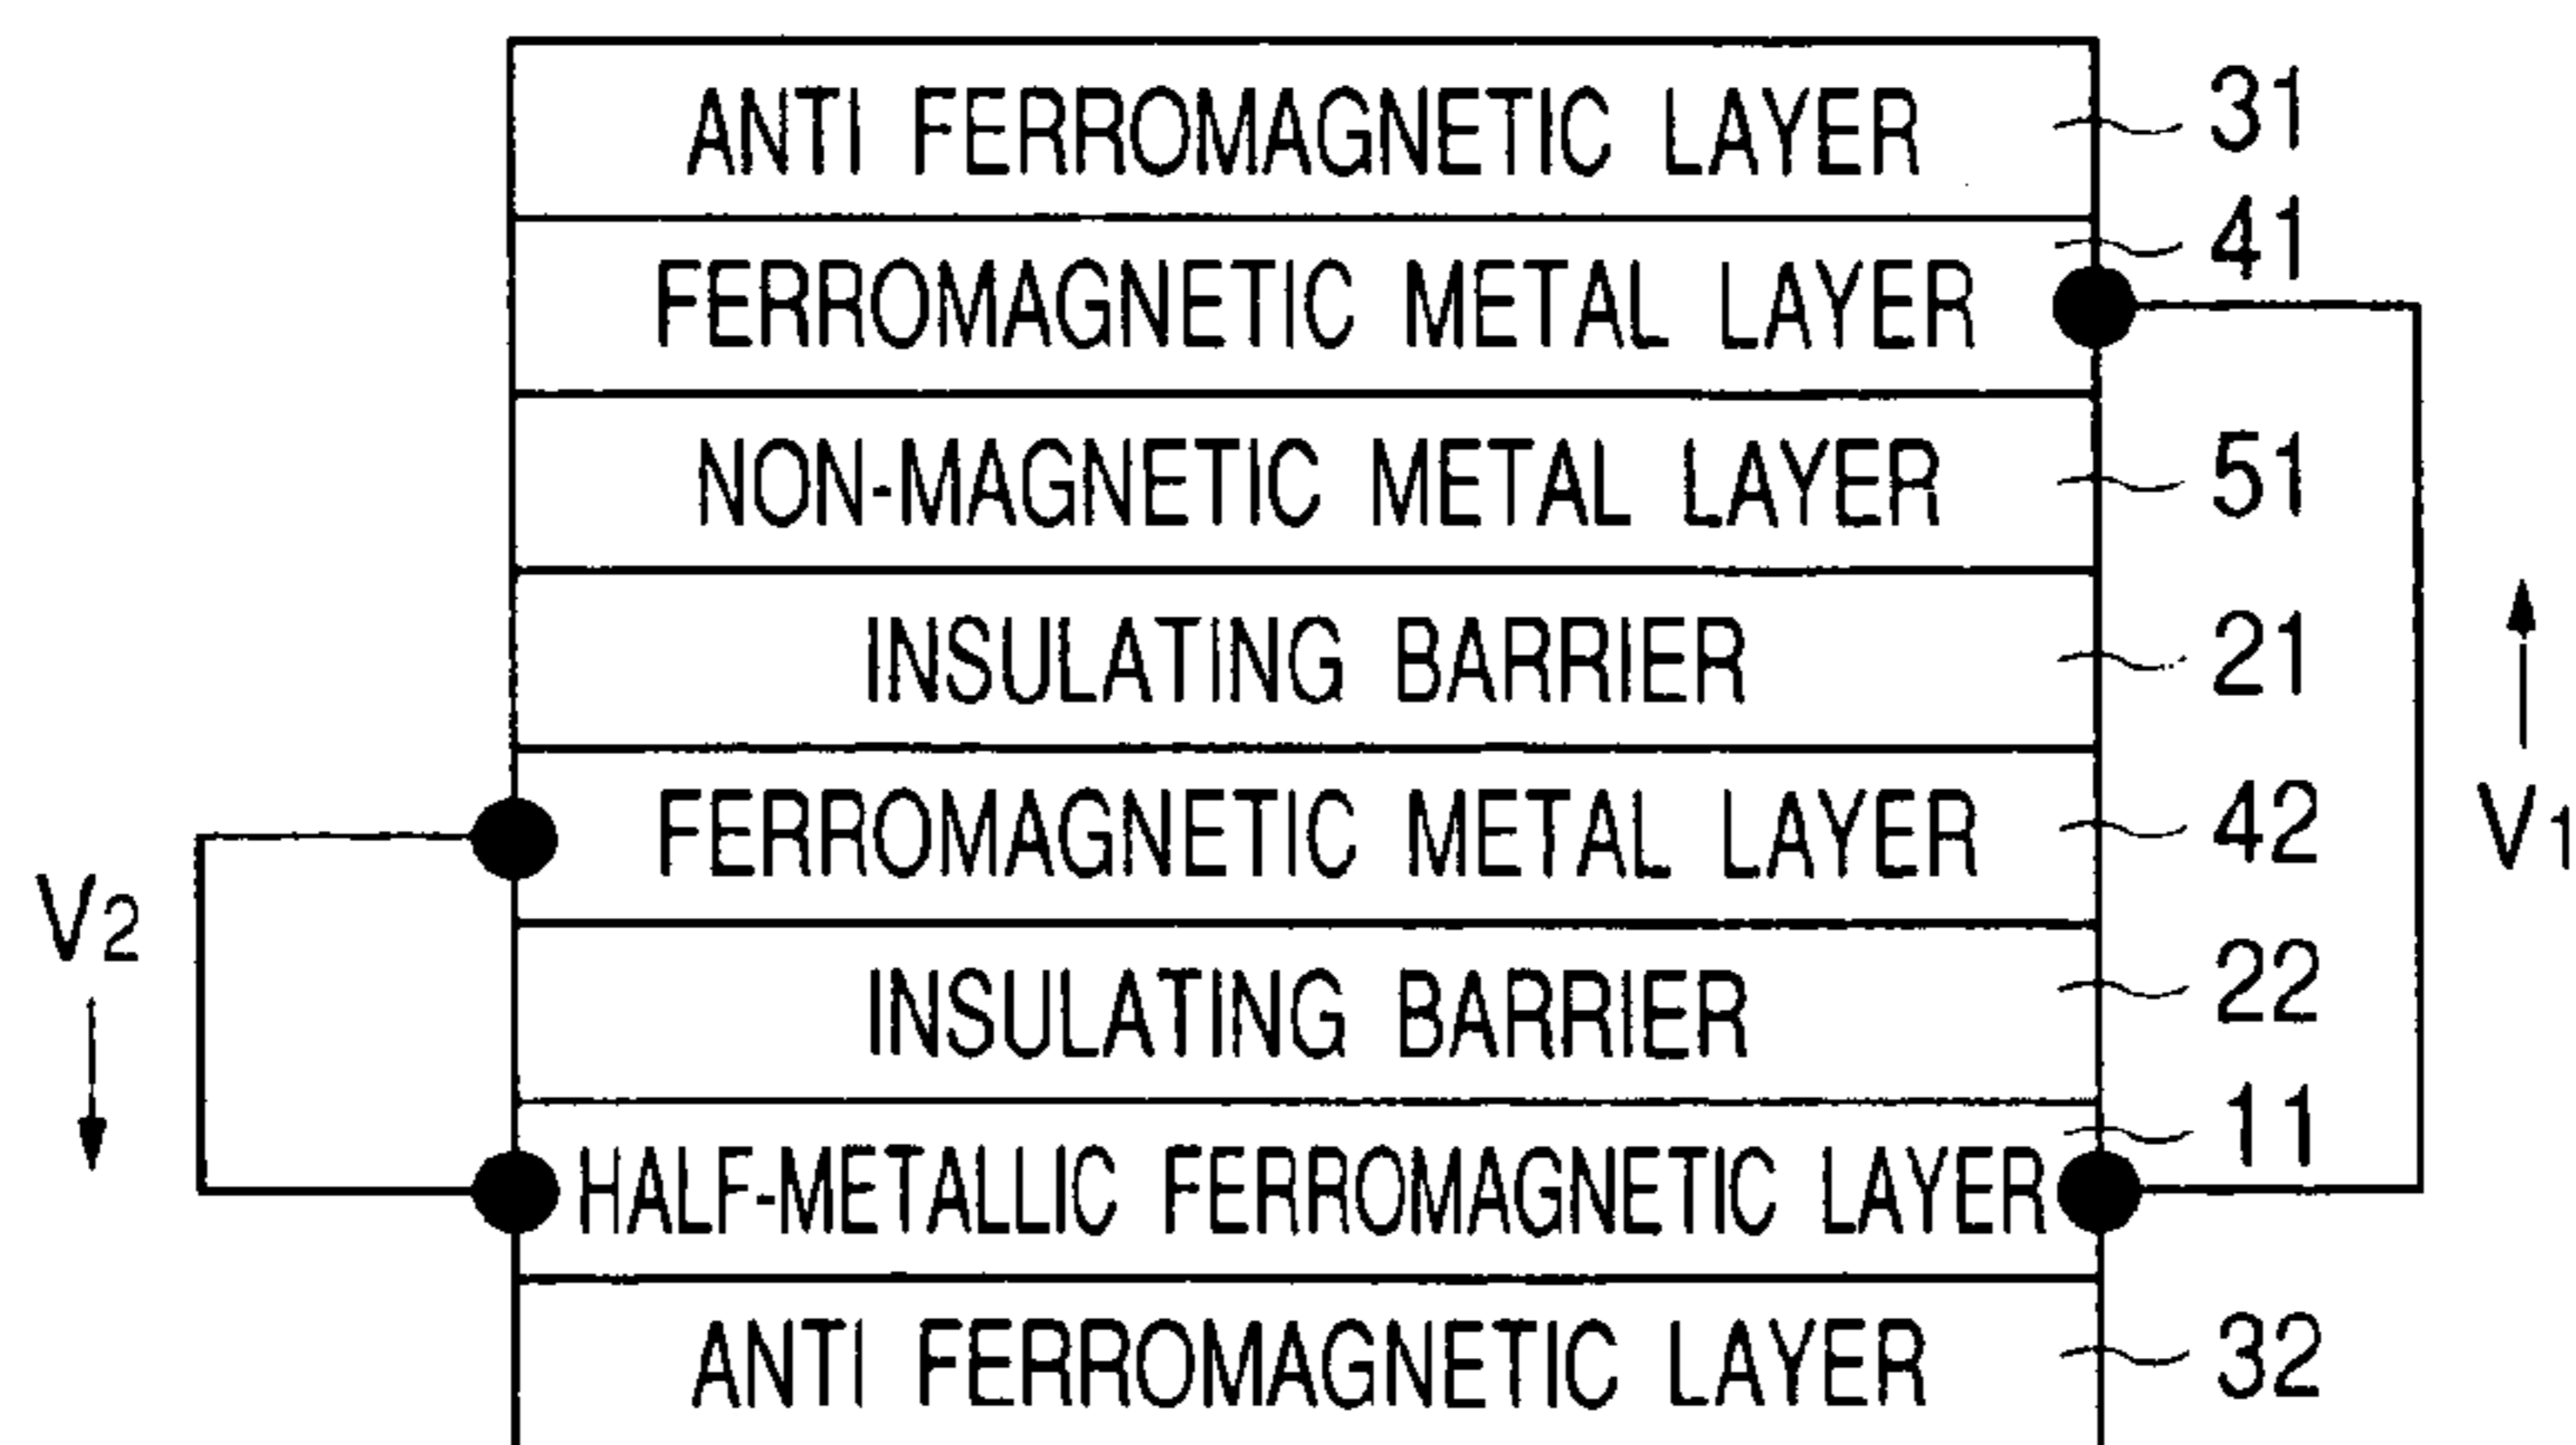 ANTI FERROMAGNETIC LAYER 31
FERROMAGNETIC METAL LAYER 41
NON-MAGNETIC METAL LAYER 51
INSULATING BARRIER 21
FERROMAGNETIC METAL LAYER 42
V1
V2
INSULATING BARRIER 22
HALF-METALLIC FERROMAGNETIC LAYER 11
ANTI FERROMAGNETIC LAYER 32